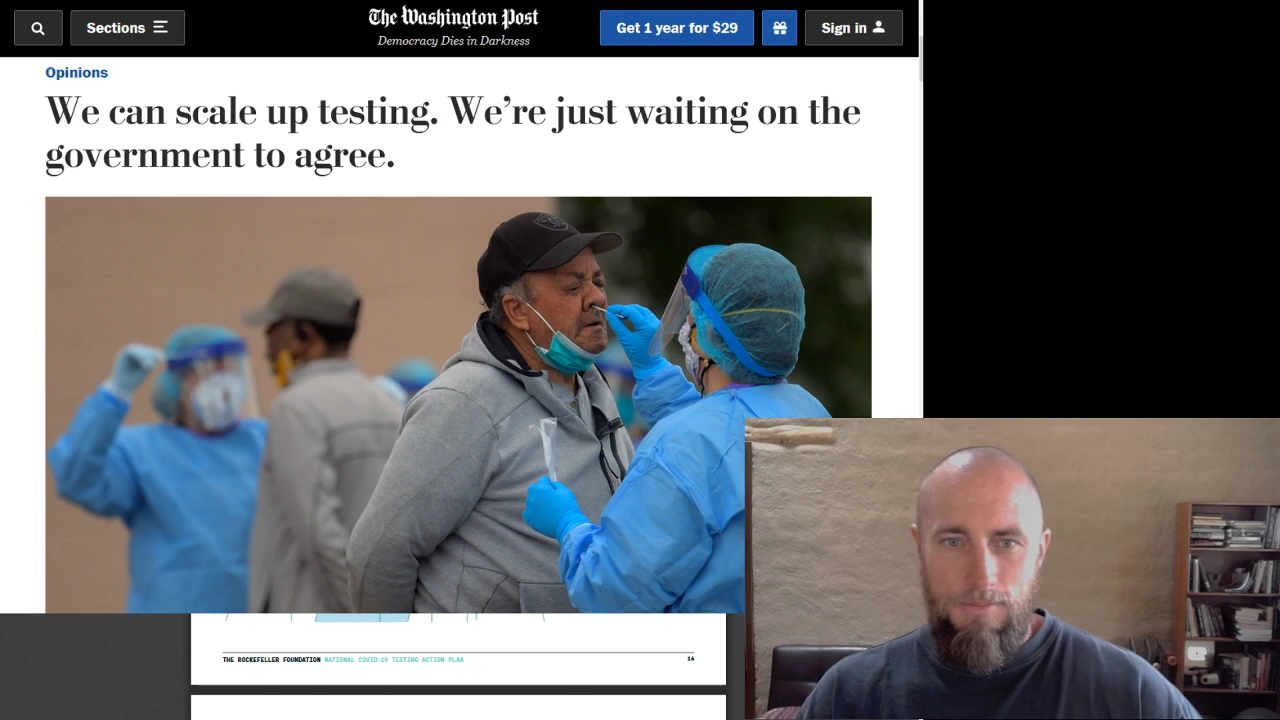 Sections
The Washington Post
Democracy Dies in Darkness
Get 1 year for $29
Sign in
Opinions
We can scale up testing. We’re just waiting on the
government to agree.
THE ROCKEFELLER FOUNDATION NATIONAL COVID-19 TESTING ACTION PLAN 16